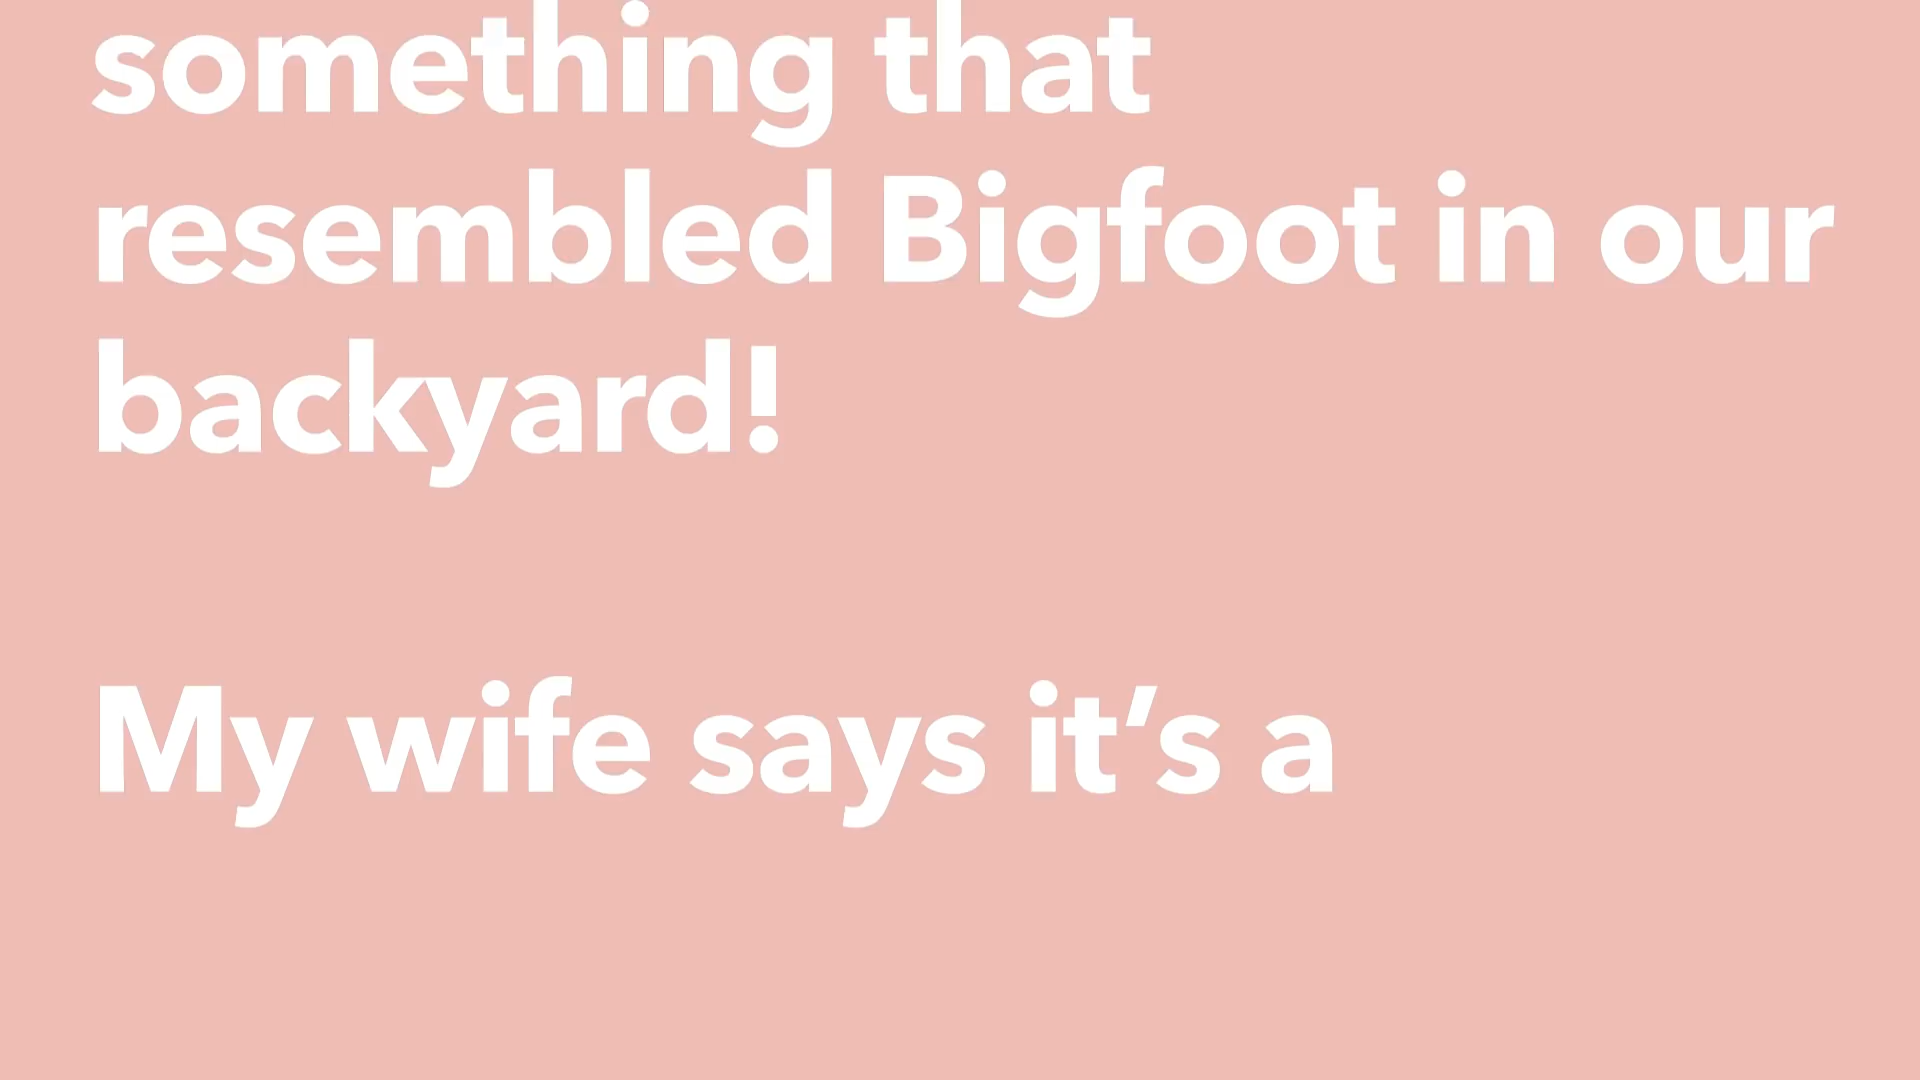 something that
resembled Bigfoot in our
backyard!
My wife says it’s a